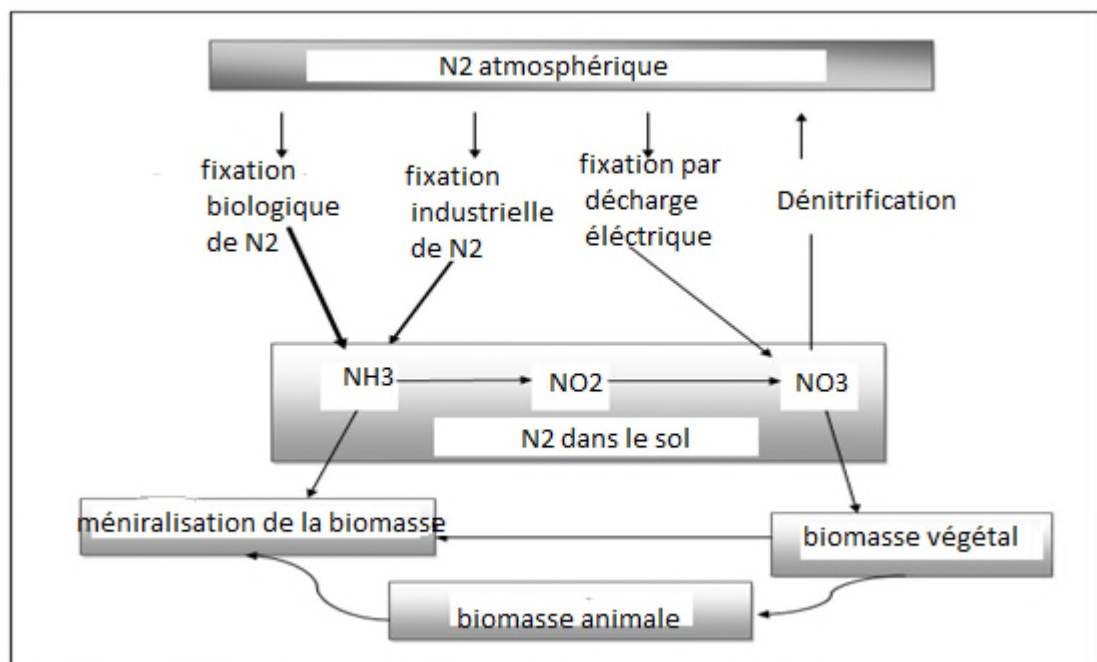 N2 atmosphérique
fixation
biologique
de N2
fixation
industrielle
de N2
fixation par
décharge
éléctrique
Dénitrification
NH3
NO2
NO3
N2 dans le sol
méniralisation de la biomasse
biomasse végétal
biomasse animale